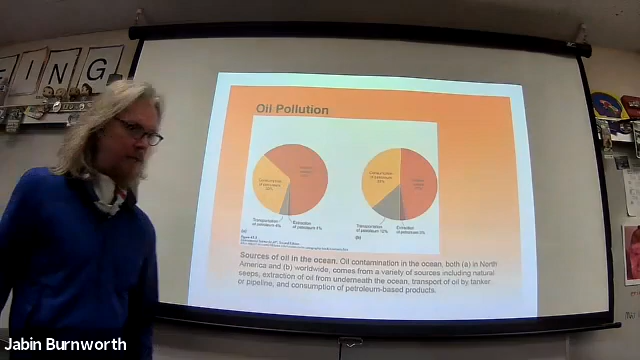 ING
Oil Pollution
Transportation
of petroleum 4%
Extraction
of petroleum 4%
(a)
Transportation
of petroleum 12%
Extraction
of petroleum 3%
(b)
Sources of oil in the ocean. Oil contamination in the ocean, both (a) in North
America and (b) worldwide, comes from a variety of sources including natural
seeps, extraction of oil from underneath the ocean, transport of oil by tanker
or pipeline, and consumption of petroleum-based products.
Jabin Burnworth